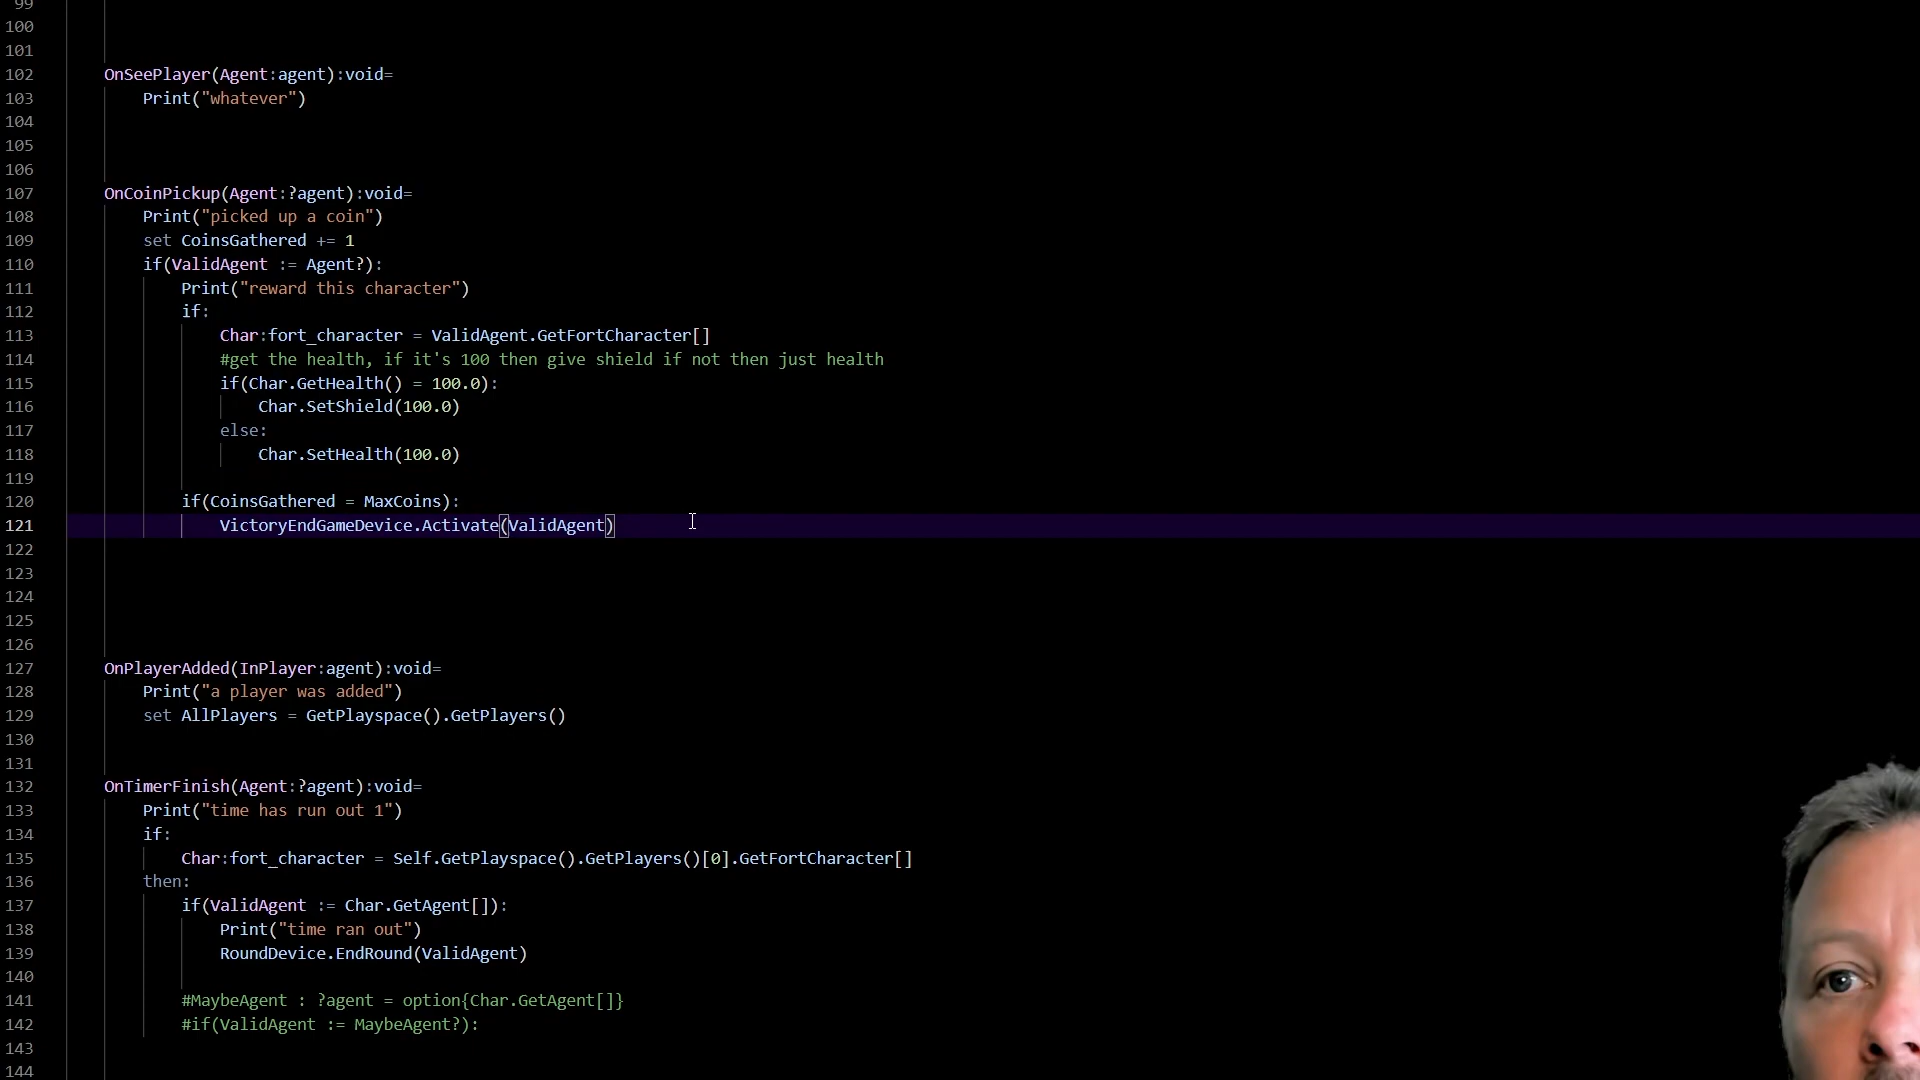 99
100
101
102 OnSeePlayer(Agent:agent):void=
103 Print("whatever")
104
105
106
107 OnCoinPickup(Agent:?agent):void=
108 Print("picked up a coin")
109 set CoinsGathered += 1
110 if(ValidAgent := Agent?):
111 Print("reward this character")
112 if:
113 Char:fort_character = ValidAgent.GetFortCharacter[]
114 #get the health, if it's 100 then give shield if not then just health
115 if(Char.GetHealth() = 100.0):
116 Char.SetShield(100.0)
117 else:
118 Char.SetHealth(100.0)
119
120 if(CoinsGathered = MaxCoins):
121 VictoryEndGameDevice.Activate(ValidAgent)
122
123
124
125
126
127 OnPlayerAdded(InPlayer:agent):void=
128 Print("a player was added")
129 set AllPlayers = GetPlayspace().GetPlayers()
130
131
132 OnTimerFinish(Agent:?agent):void=
133 Print("time has run out 1")
134 if:
135 Char:fort_character = Self.GetPlayspace().GetPlayers()[0].GetFortCharacter[]
136 then:
137 if(ValidAgent := Char.GetAgent[]):
138 Print("time ran out")
139 RoundDevice.EndRound(ValidAgent)
140
141 #MaybeAgent : ?agent = option{Char.GetAgent[]}
142 #if(ValidAgent := MaybeAgent?):
143
144